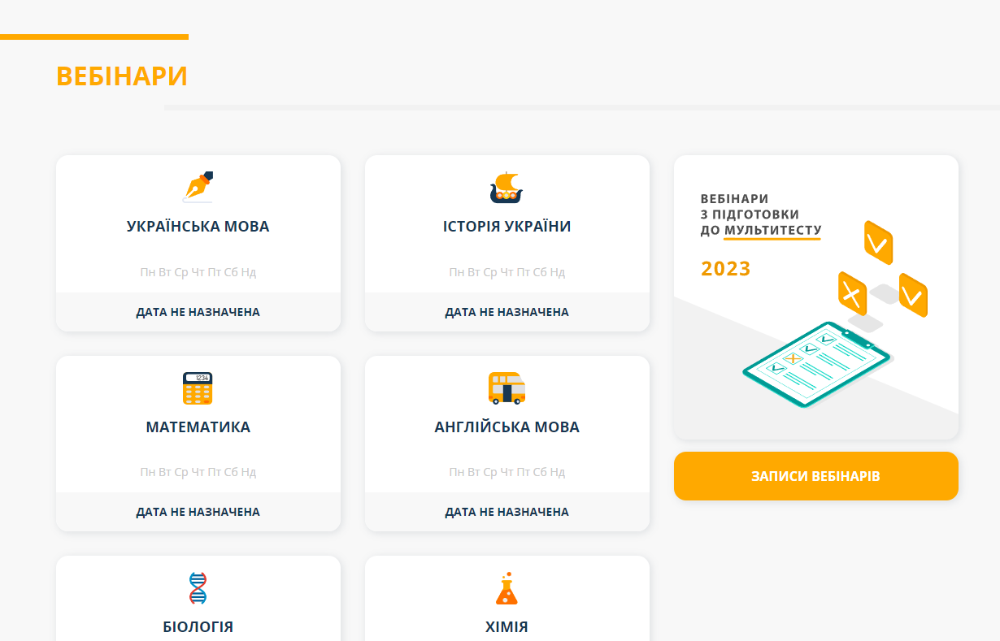 ВЕБІНАРИ
УКРАЇНСЬКА МОВА
Пн Вт Ср Чт Пт Сб Нд
ДАТА НЕ НАЗНАЧЕНА
ІСТОРІЯ УКРАЇНИ
Пн Вт Ср Чт Пт Сб Нд
ДАТА НЕ НАЗНАЧЕНА
ВЕБІНАРИ
З ПІДГОТОВКИ
ДО МУЛЬТИТЕСТУ
2023
1234
МАТЕМАТИКА
Пн Вт Ср Чт Пт Сб Нд
ДАТА НЕ НАЗНАЧЕНА
АНГЛІЙСЬКА МОВА
Пн Вт Ср Чт Пт Сб Нд
ДАТА НЕ НАЗНАЧЕНА
ЗАПИСИ ВЕБІНАРІВ
БІОЛОГІЯ
ХІМІЯ